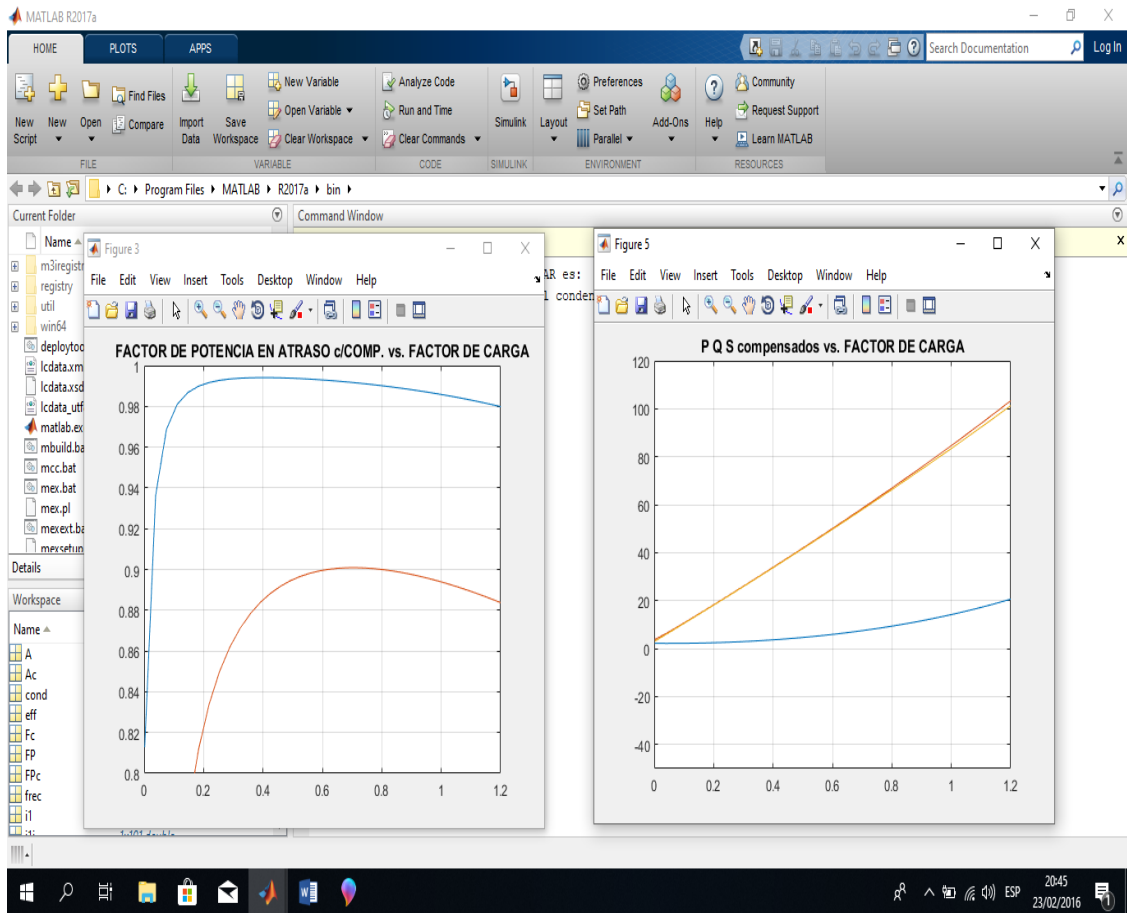 MATLAB R2017a
HOME PLOTS APPS
Search Documentation
Log In
New Script
New
Open
Find Files
Compare
Import Data
Save Workspace
New Variable
Open Variable
Clear Workspace
Analyze Code
Run and Time
Clear Commands
Simulink
Layout
Preferences
Set Path
Parallel
Add-Ons
Help
Community
Request Support
Learn MATLAB
FILE VARIABLE CODE SIMULINK ENVIRONMENT RESOURCES
C: Program Files MATLAB R2017a bin
Current Folder
Command Window
Name
m3iregistr
registry
util
win64
deploytoo
lcdata.xm
lcdata.xsd
lcdata_utf
matlab.ex
mbuild.ba
mcc.bat
mex.bat
mex.pl
mexext.ba
mexsetup
Details
Workspace
Name
A
Ac
cond
eff
Fc
FP
FPc
frec
i1
AR es:
l conden
Figure 3
File Edit View Insert Tools Desktop Window Help
FACTOR DE POTENCIA EN ATRASO c/COMP. vs. FACTOR DE CARGA
1
0.98
0.96
0.94
0.92
0.9
0.88
0.86
0.84
0.82
0.8
0 0.2 0.4 0.6 0.8 1 1.2
Figure 5
File Edit View Insert Tools Desktop Window Help
P Q S compensados vs. FACTOR DE CARGA
120
100
80
60
40
20
0
-20
-40
0 0.2 0.4 0.6 0.8 1 1.2
ESP
20:45
23/02/2016